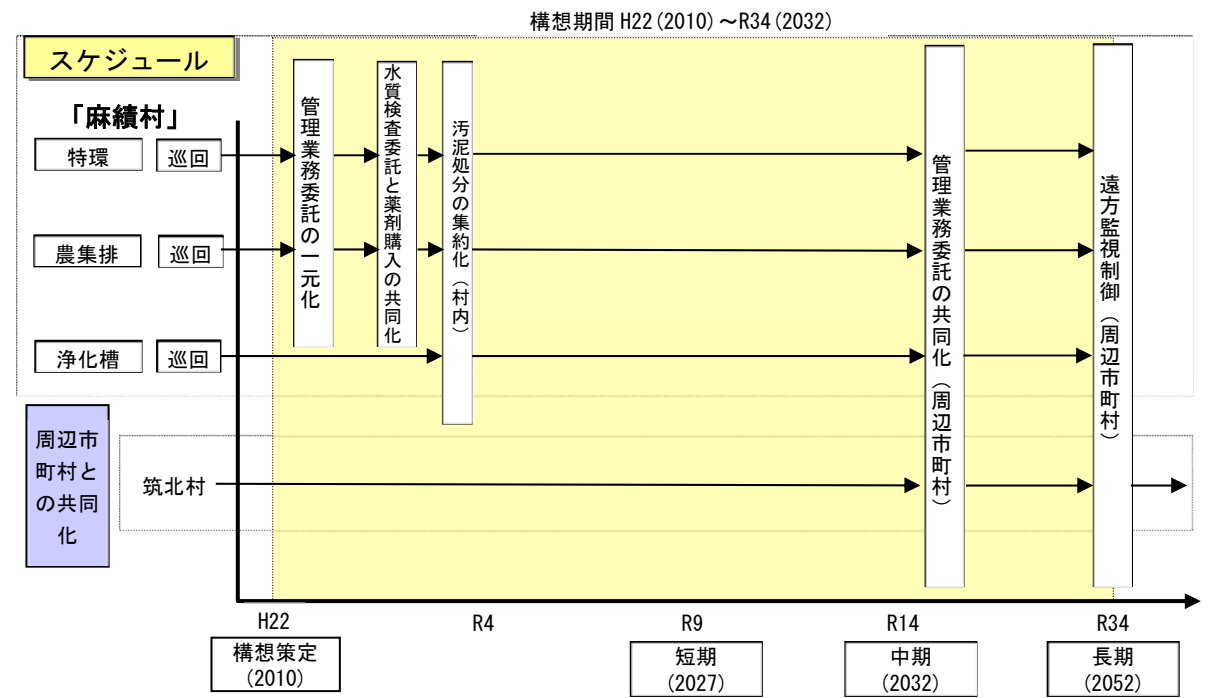 構想期間 H22(2010)～R34(2032)
スケジュール
「麻績村」
特環
巡回
農集排
巡回
浄化槽
巡回
管理業務委託の一元化
水質検査委託と薬剤購入の共同化
汚泥処分の集約化（村内）
管理業務委託の共同化（周辺市町村）
遠方監視制御（周辺市町村）
周辺市
町村と
の共同
化
筑北村
H22
R4
R9
R14
R34
構想策定
(2010)
短期
(2027)
中期
(2032)
長期
(2052)